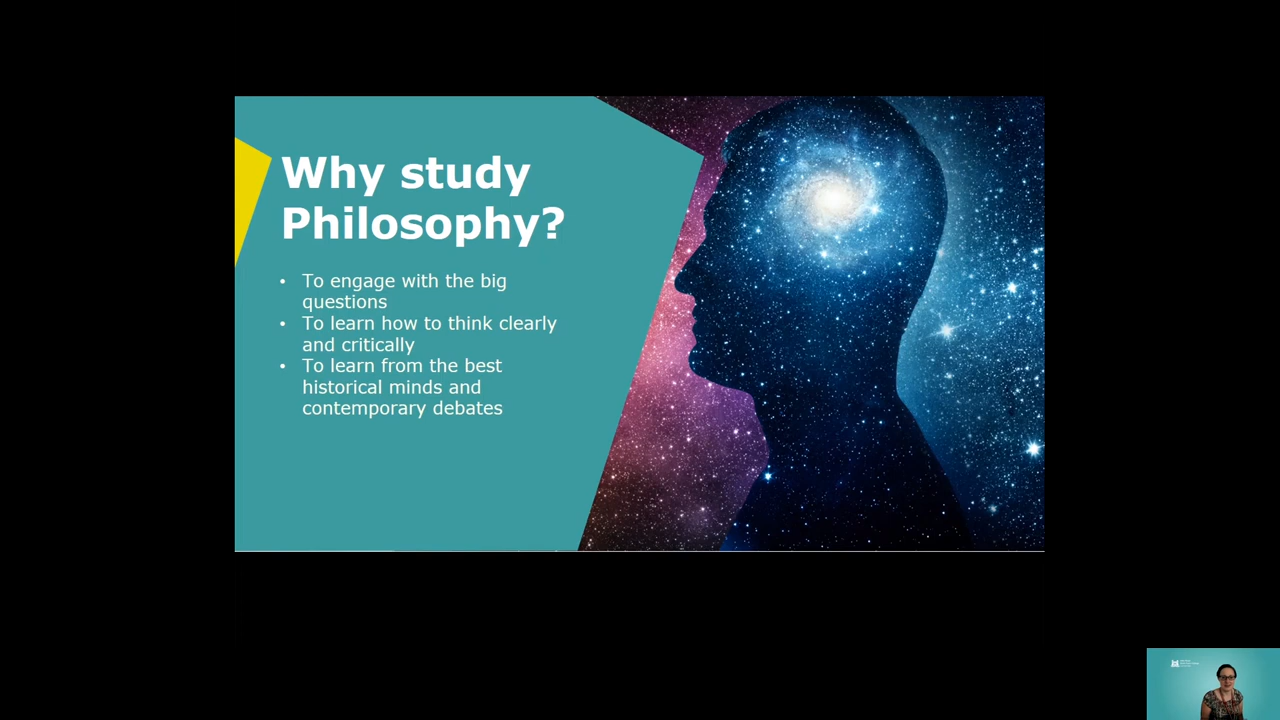 Why study
Philosophy?
• To engage with the big
questions
• To learn how to think clearly
and critically
• To learn from the best
historical minds and
contemporary debates